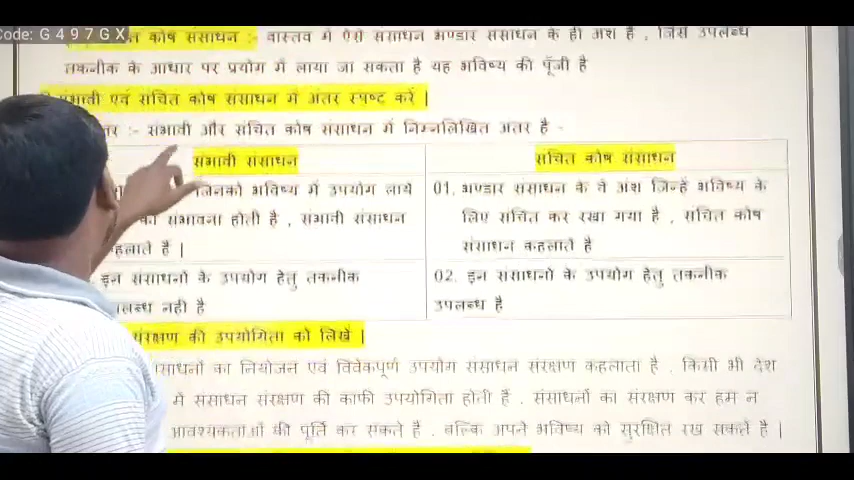 Code: G 4 9 7 G X
कोष संसाधन :- वास्तव में ऐसे संसाधन भण्डार संसाधन के ही अंश है , जिसे उपलब्ध
तकनीक के आधार पर प्रयोग में लाया जा सकता है यह भविष्य की पूँजी है
एवं संचित कोष संसाधन में अंतर स्पष्ट करें |
:- संभावी और संचित कोष संसाधन में निम्नलिखित अंतर है -
संभावी संसाधन
संचित कोष संसाधन
जिनको भविष्य में उपयोग लाये
की संभावना होती है , संभावी संसाधन
कहलाते है |
इन संसाधनों के उपयोग हेतु तकनीक
नही है
01. भण्डार संसाधन के वे अंश जिन्हें भविष्य के
लिए संचित कर रखा गया है , संचित कोष
संसाधन कहलाते है
02. इन संसाधनों के उपयोग हेतु तकनीक
उपलब्ध है
संरक्षण की उपयोगिता को लिखें |
संसाधनों का नियोजन एवं विवेकपूर्ण उपयोग संसाधन संरक्षण कहलाता है . किसी भी देश
में संसाधन संरक्षण की काफी उपयोगिता होती हैं . संसाधनों का संरक्षण कर हम न
आवश्यकताओं की पूर्ति कर सकते है . बल्कि अपने भविष्य को सुरक्षित रख सकते है |